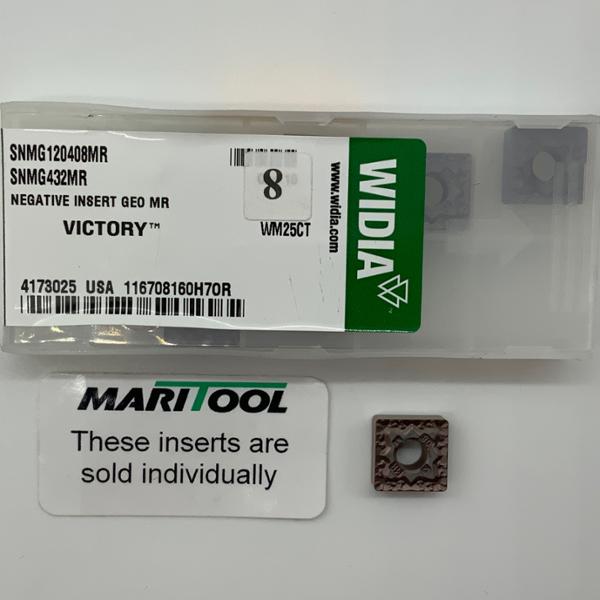 SNMG120408MR
SNMG432MR
NEGATIVE INSERT GEO MR
VICTORY™
8
WM25CT
4173025 USA 116708160H7OR
www.widia.com
WIDIA
MARITOOL
These inserts are
sold individually